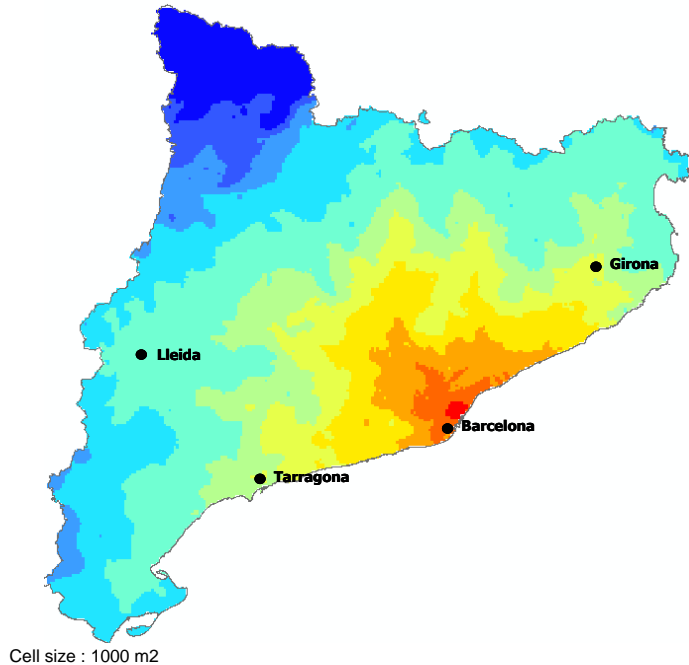 Girona
Lleida
Barcelona
Tarragona
Cell size : 1000 m2